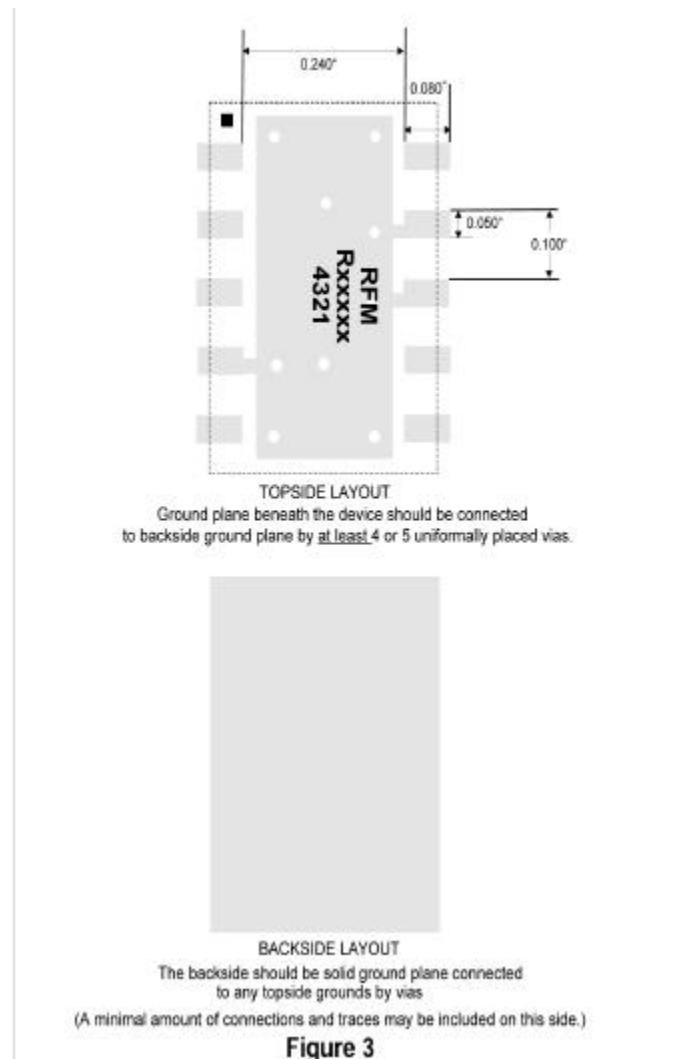 0.240"
0.080"
0.050"
0.100"
RFM
Rxxxxx
4321
TOPSIDE LAYOUT
Ground plane beneath the device should be connected
to backside ground plane by at least 4 or 5 uniformally placed vias.
BACKSIDE LAYOUT
The backside should be solid ground plane connected
to any topside grounds by vias
(A minimal amount of connections and traces may be included on this side.)
Figure 3